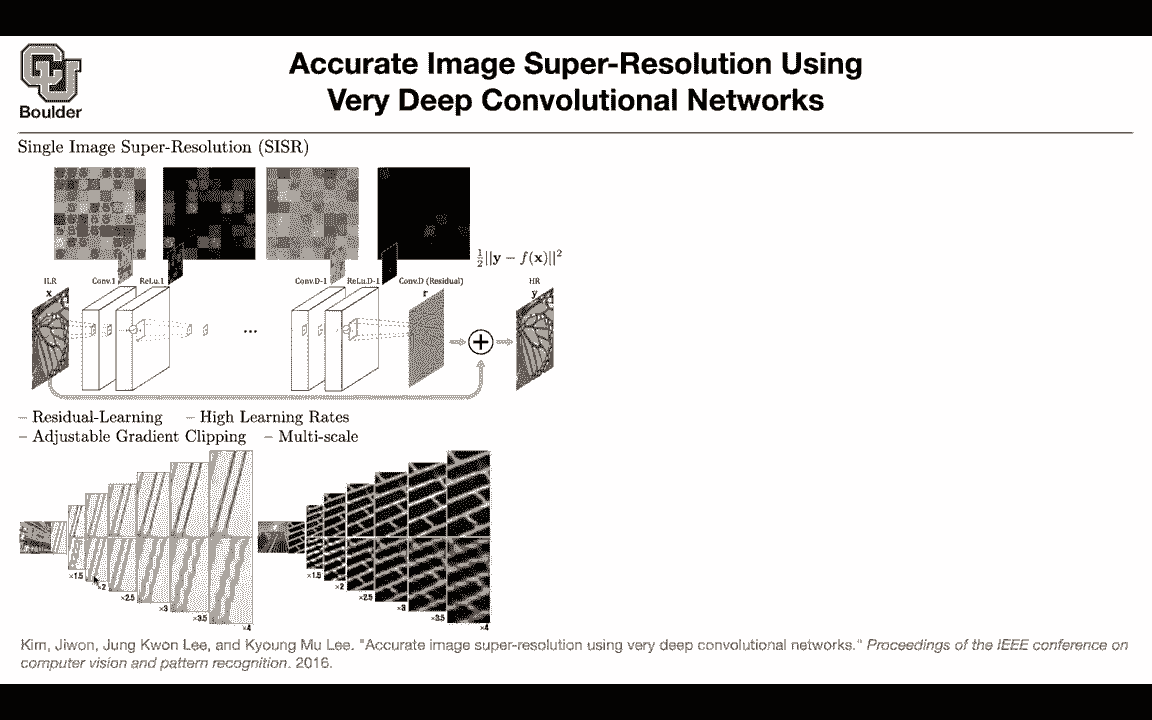 Accurate Image Super-Resolution Using
Very Deep Convolutional Networks
Boulder
Single Image Super-Resolution (SISR)
½||y − f(x)||²
ILR
x
Conv.1
ReLu.1
Conv.D-1
ReLu.D-1
Conv.D (Residual)
r
HR
y
...
– Residual-Learning – High Learning Rates
– Adjustable Gradient Clipping – Multi-scale
×1.5
×2
×2.5
×3
×3.5
×4
×1.5
×2
×2.5
×3
×3.5
×4
Kim, Jiwon, Jung Kwon Lee, and Kyoung Mu Lee. "Accurate image super-resolution using very deep convolutional networks." Proceedings of the IEEE conference on
computer vision and pattern recognition. 2016.